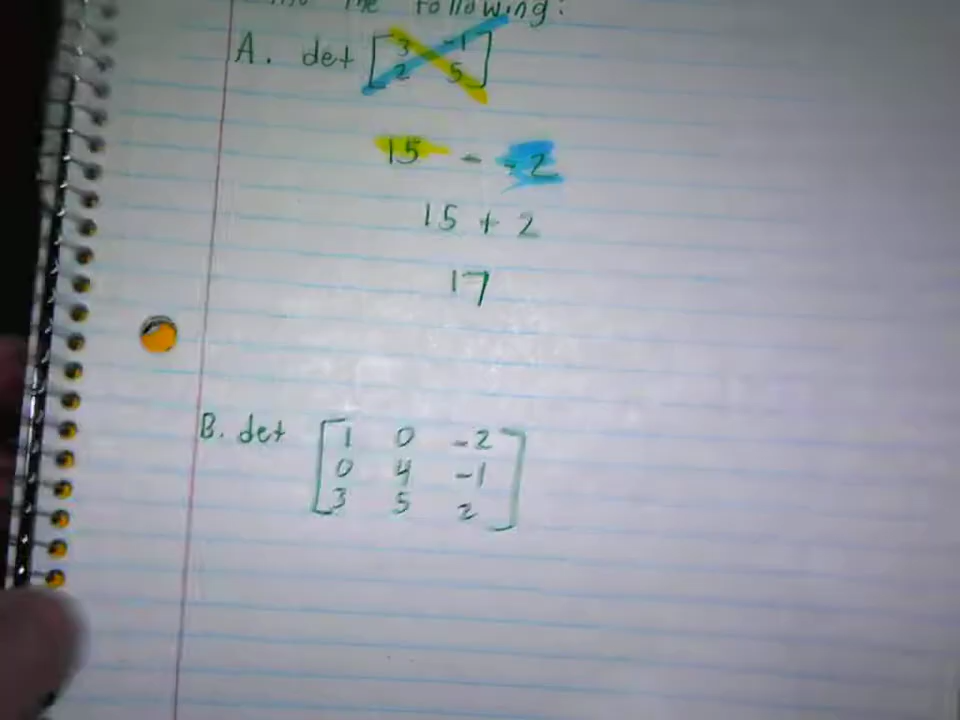 the following:
A. det [3 -1]
[2 5]
15 - -2
15 + 2
17
B. det [1 0 -2]
[0 4 -1]
[3 5 2]